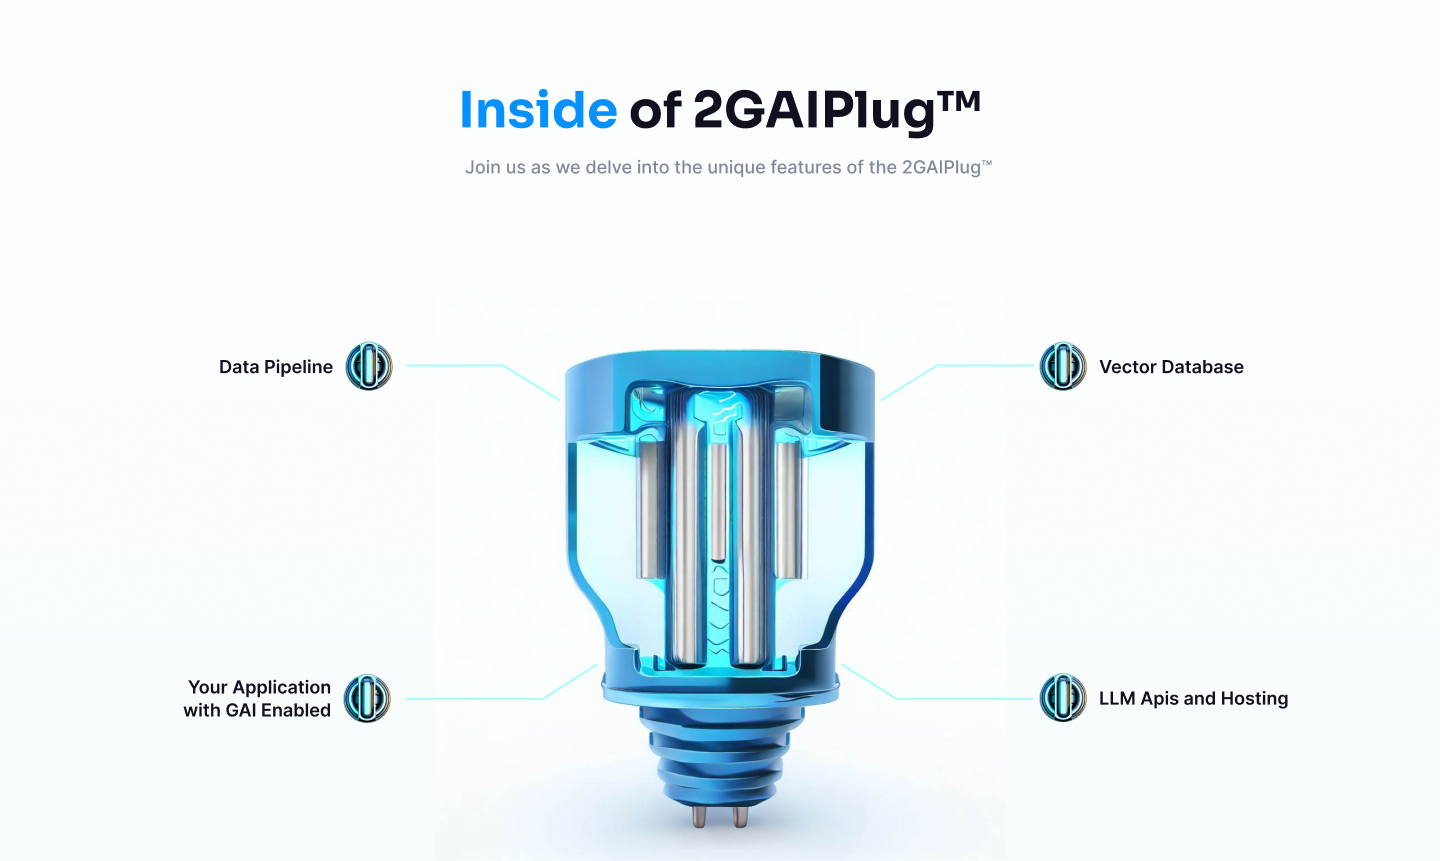 Inside of 2GAIPlug™
Join us as we delve into the unique features of the 2GAIPlug™
Data Pipeline
Vector Database
Your Application
with GAI Enabled
LLM Apis and Hosting